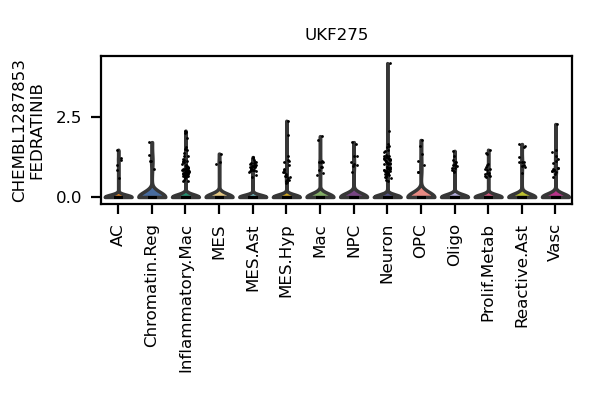 UKF275
CHEMBL1287853
FEDRATINIB
2.5
0.0
AC
Chromatin.Reg
Inflammatory.Mac
MES
MES.Ast
MES.Hyp
Mac
NPC
Neuron
OPC
Oligo
Prolif.Metab
Reactive.Ast
Vasc